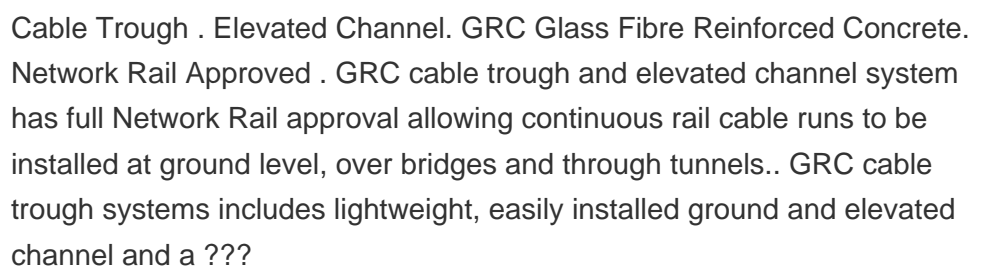 Cable Trough . Elevated Channel. GRC Glass Fibre Reinforced Concrete.
Network Rail Approved . GRC cable trough and elevated channel system
has full Network Rail approval allowing continuous rail cable runs to be
installed at ground level, over bridges and through tunnels.. GRC cable
trough systems includes lightweight, easily installed ground and elevated
channel and a ???